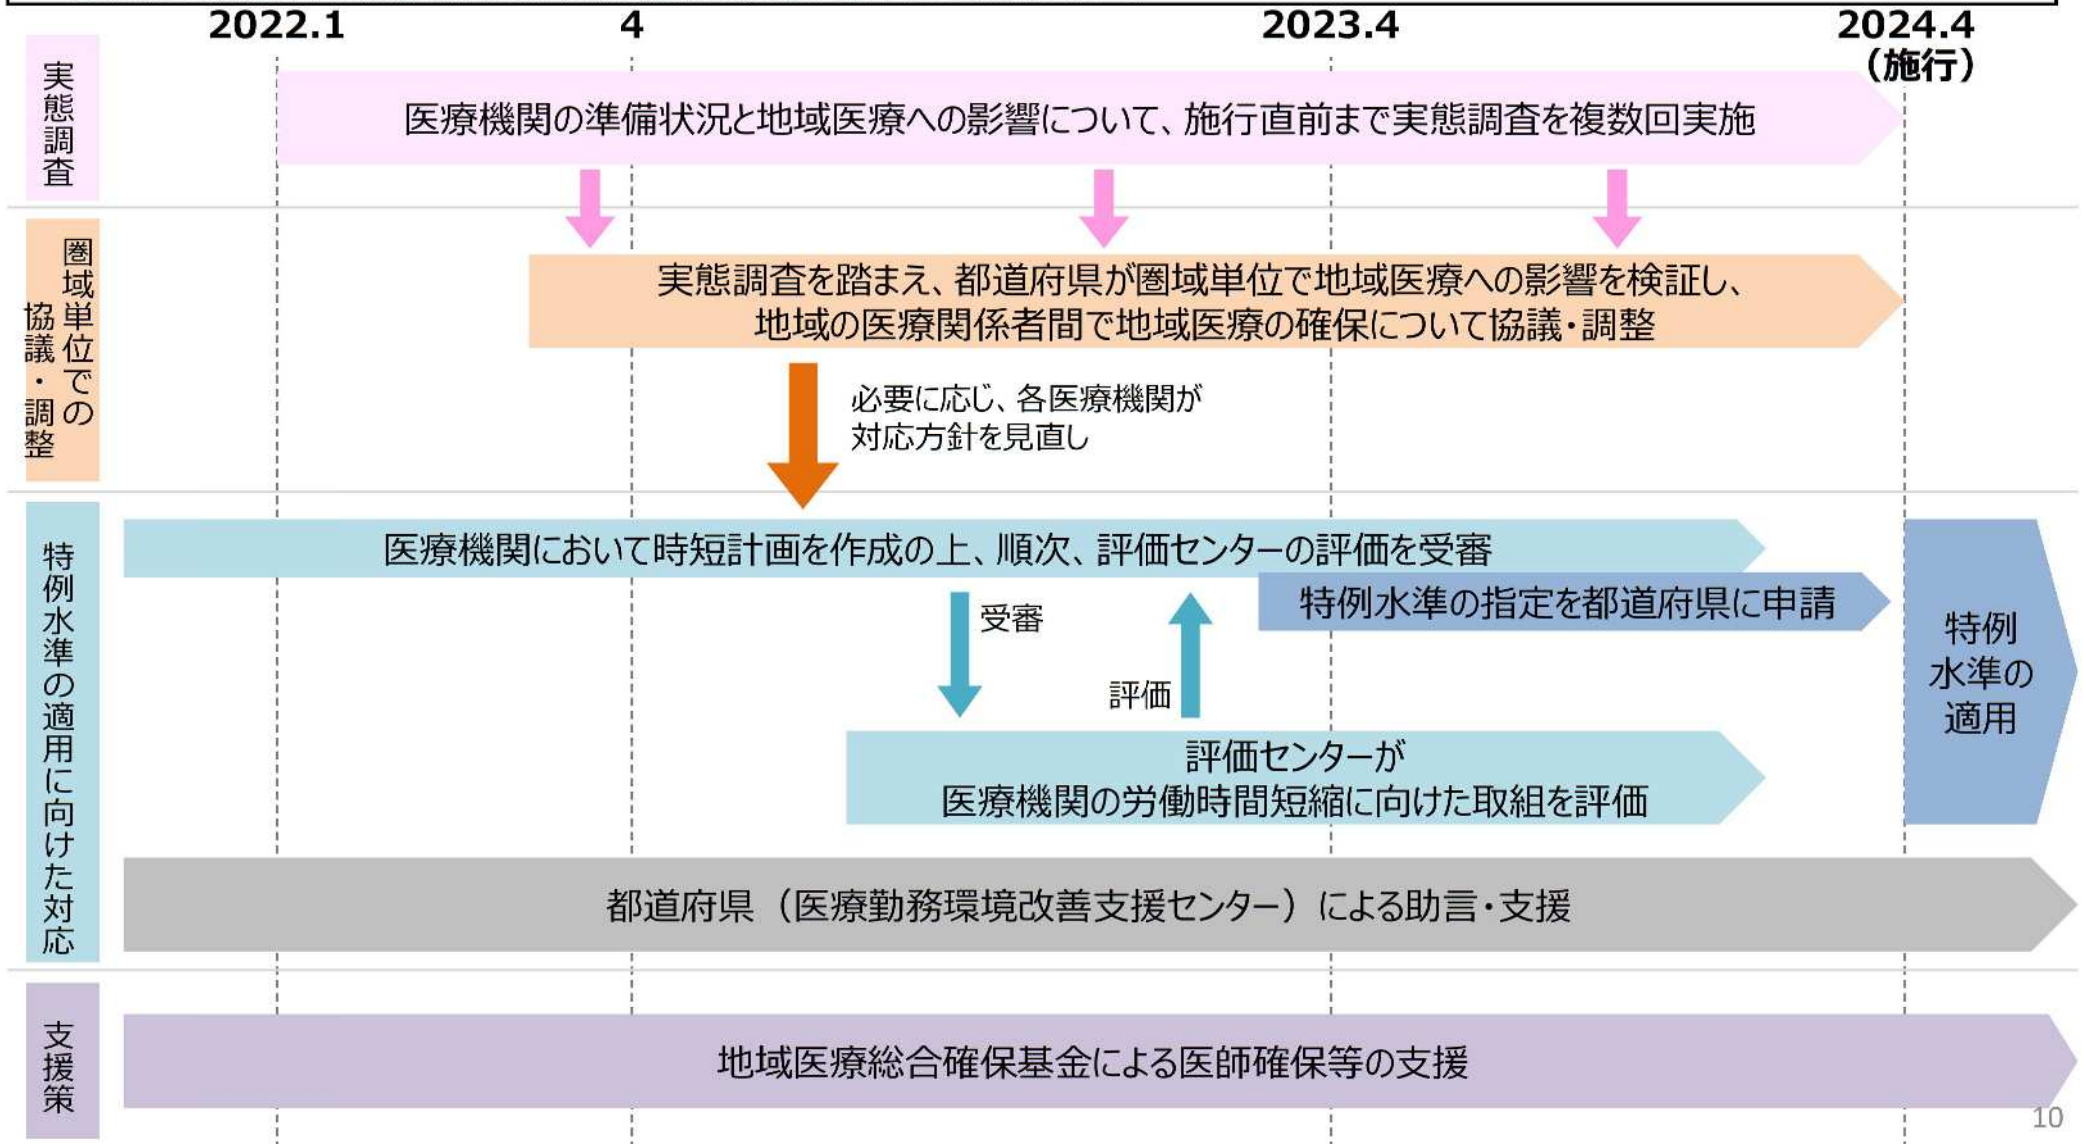 2022.1
4
2023.4
2024.4
（施行）
実態調査
医療機関の準備状況と地域医療への影響について、施行直前まで実態調査を複数回実施
圏域単位での
協議・調整
実態調査を踏まえ、都道府県が圏域単位で地域医療への影響を検証し、
地域の医療関係者間で地域医療の確保について協議・調整
必要に応じ、各医療機関が
対応方針を見直し
特例水準の適用に向けた対応
医療機関において時短計画を作成の上、順次、評価センターの評価を受審
特例水準の指定を都道府県に申請
受審
評価
特例
水準の
適用
評価センターが
医療機関の労働時間短縮に向けた取組を評価
都道府県（医療勤務環境改善支援センター）による助言・支援
支援策
地域医療総合確保基金による医師確保等の支援
10